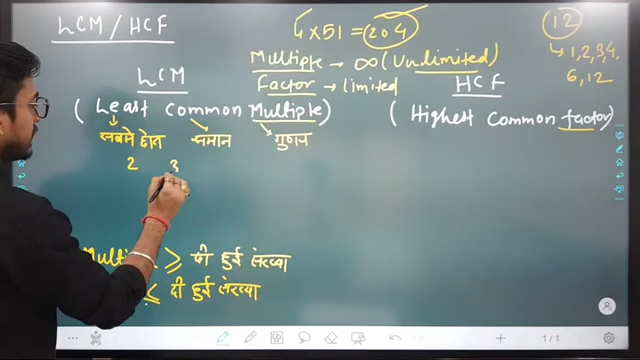 LCM / HCF
4 × 51 = 204
12
↳ 1, 2, 3, 4,
6, 12
Multiple → ∞ (Unlimited)
Factor → limited
LCM
(Least Common Multiple)
सबसे छोटा समान गुणज
2 3
HCF
(Highest Common factor)
≥ दी हुई संख्या
≤ दी हुई संख्या
1/1